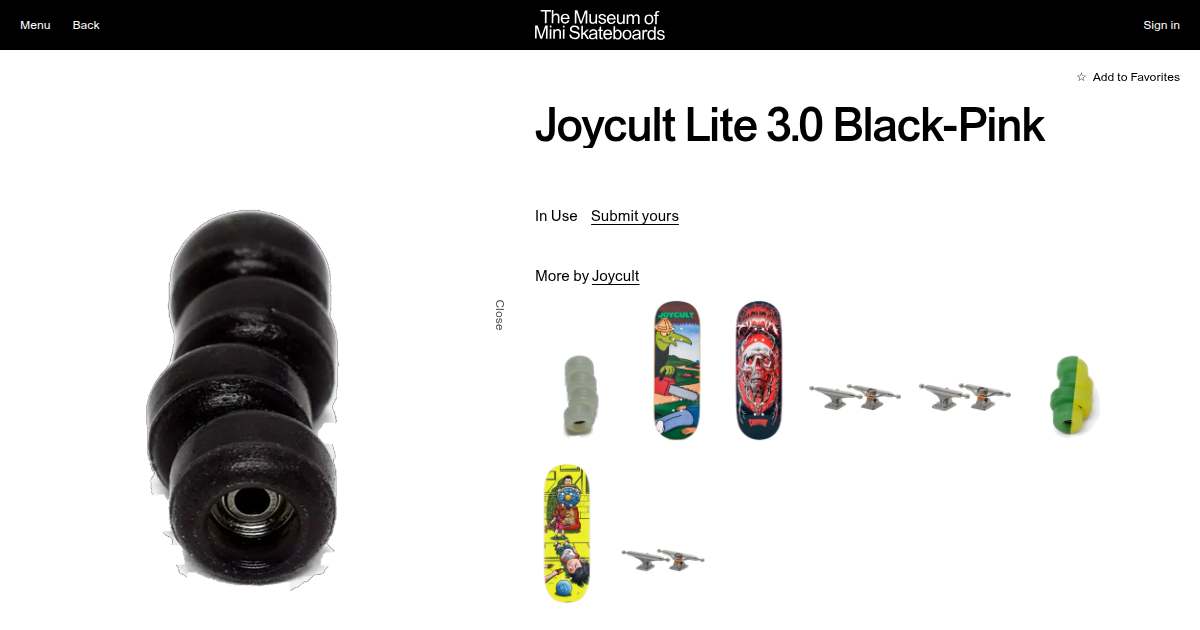 Menu
Back
The Museum of
Mini Skateboards
Sign in
☆ Add to Favorites
Joycult Lite 3.0 Black-Pink
In Use
Submit yours
More by Joycult
Close
JOYCULT